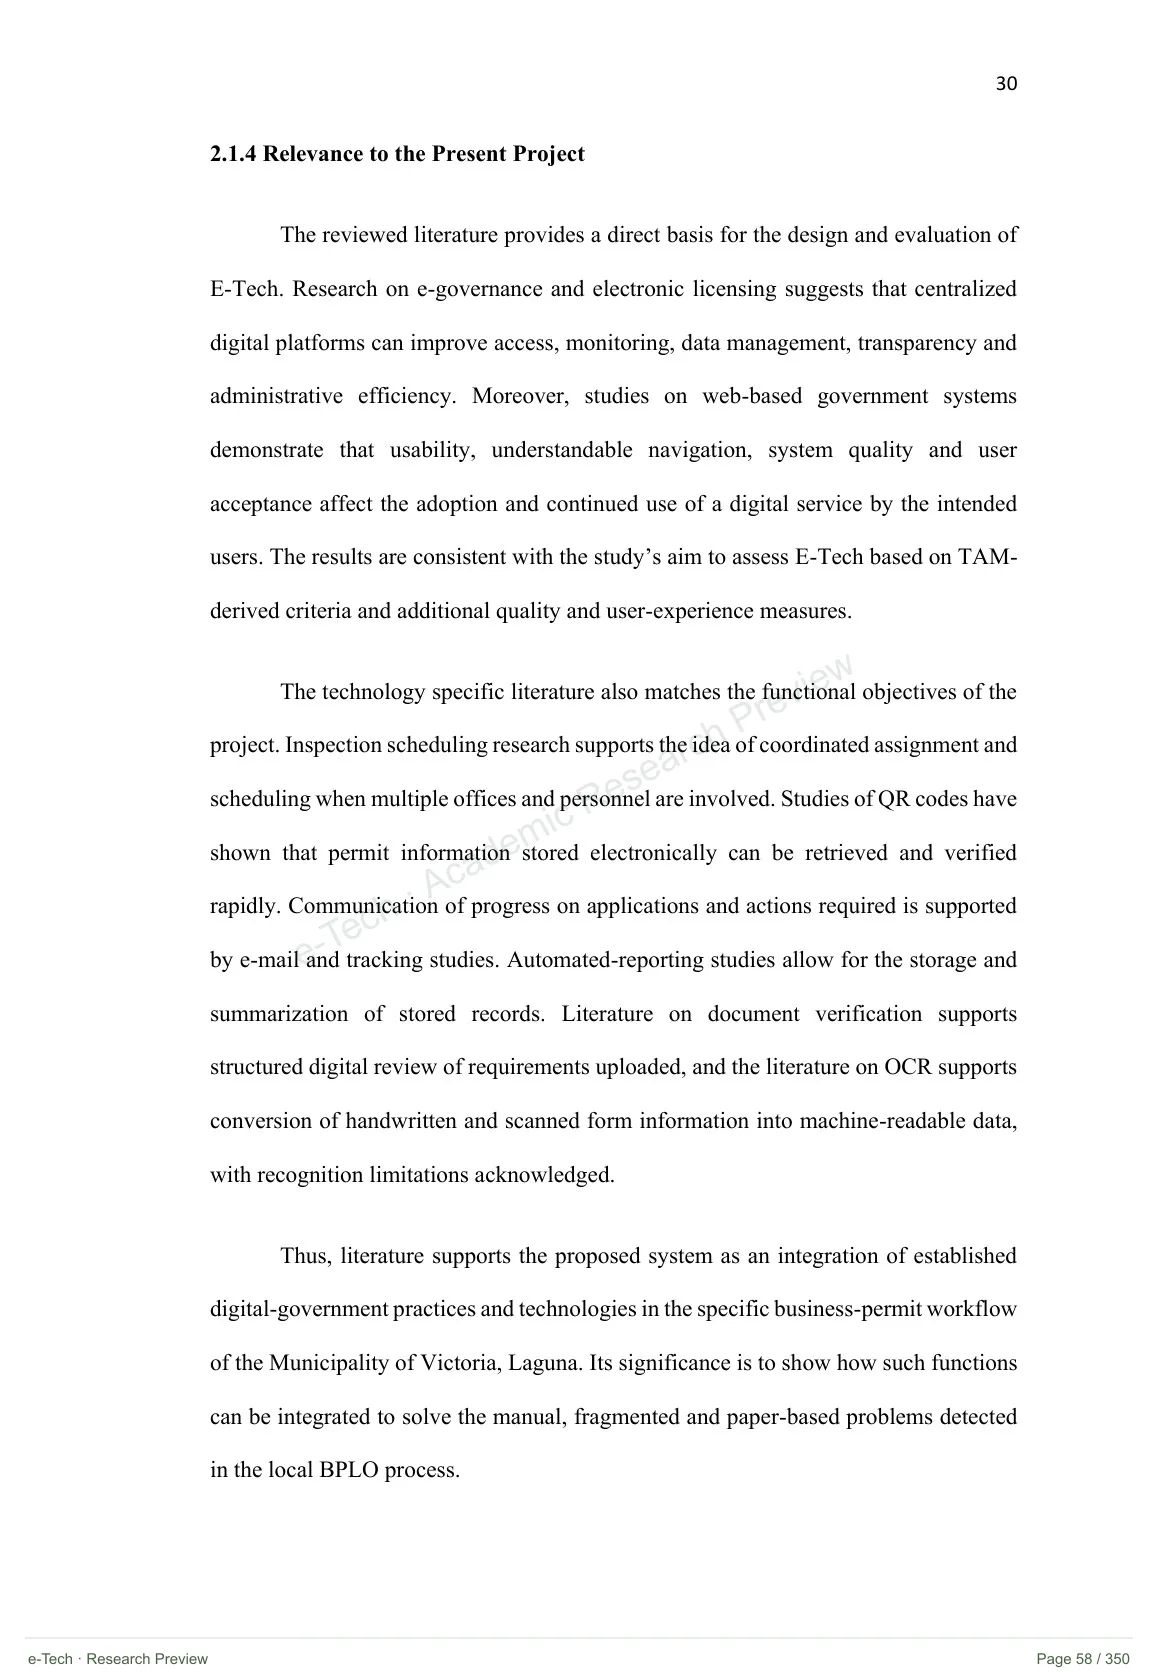 30
2.1.4 Relevance to the Present Project
The reviewed literature provides a direct basis for the design and evaluation of
E-Tech. Research on e-governance and electronic licensing suggests that centralized
digital platforms can improve access, monitoring, data management, transparency and
administrative efficiency. Moreover, studies on web-based government systems
demonstrate that usability, understandable navigation, system quality and user
acceptance affect the adoption and continued use of a digital service by the intended
users. The results are consistent with the study’s aim to assess E-Tech based on TAM-
derived criteria and additional quality and user-experience measures.
The technology specific literature also matches the functional objectives of the
project. Inspection scheduling research supports the idea of coordinated assignment and
scheduling when multiple offices and personnel are involved. Studies of QR codes have
shown that permit information stored electronically can be retrieved and verified
rapidly. Communication of progress on applications and actions required is supported
by e-mail and tracking studies. Automated-reporting studies allow for the storage and
summarization of stored records. Literature on document verification supports
structured digital review of requirements uploaded, and the literature on OCR supports
conversion of handwritten and scanned form information into machine-readable data,
with recognition limitations acknowledged.
Thus, literature supports the proposed system as an integration of established
digital-government practices and technologies in the specific business-permit workflow
of the Municipality of Victoria, Laguna. Its significance is to show how such functions
can be integrated to solve the manual, fragmented and paper-based problems detected
in the local BPLO process.
e-Tech · Academic Research Preview
e-Tech · Research Preview
Page 58 / 350